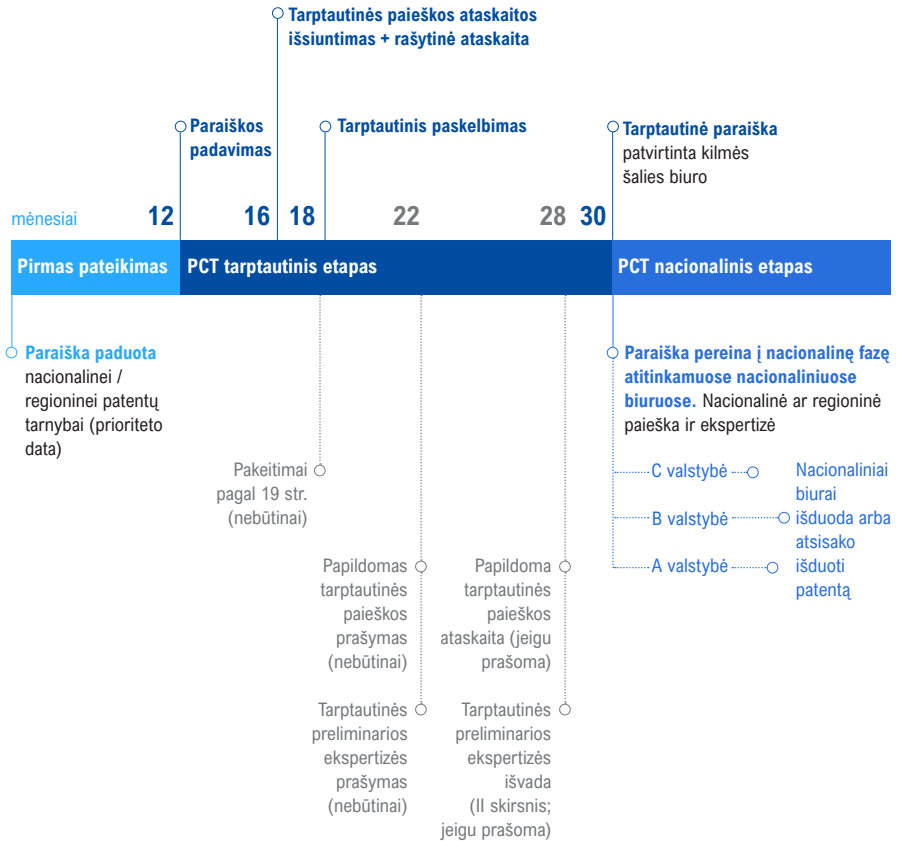 Tarptautinės paieškos ataskaitos
išsiuntimas + rašytinė ataskaita
Paraiškos
padavimas
Tarptautinis paskelbimas
Tarptautinė paraiška
patvirtinta kilmės
šalies biuro
mėnesiai 12 16 18 22 28 30
Pirmas pateikimas PCT tarptautinis etapas PCT nacionalinis etapas
Paraiška paduota
nacionalinei /
regioninei patentų
tarnybai (prioriteto
data)
Pakeitimai
pagal 19 str.
(nebūtinai)
Papildomas
tarptautinės
paieškos
prašymas
(nebūtinai)
Tarptautinės
preliminarios
ekspertizės
prašymas
(nebūtinai)
Papildoma
tarptautinės
paieškos
ataskaita (jeigu
prašoma)
Tarptautinės
preliminarios
ekspertizės
išvada
(II skirsnis;
jeigu prašoma)
Paraiška pereina į nacionalinę fazę
atitinkamuose nacionaliniuose
biuruose. Nacionalinė ar regioninė
paieška ir ekspertizė
C valstybė
B valstybė
A valstybė
Nacionaliniai
biurai
išduoda arba
atsisako
išduoti
patentą